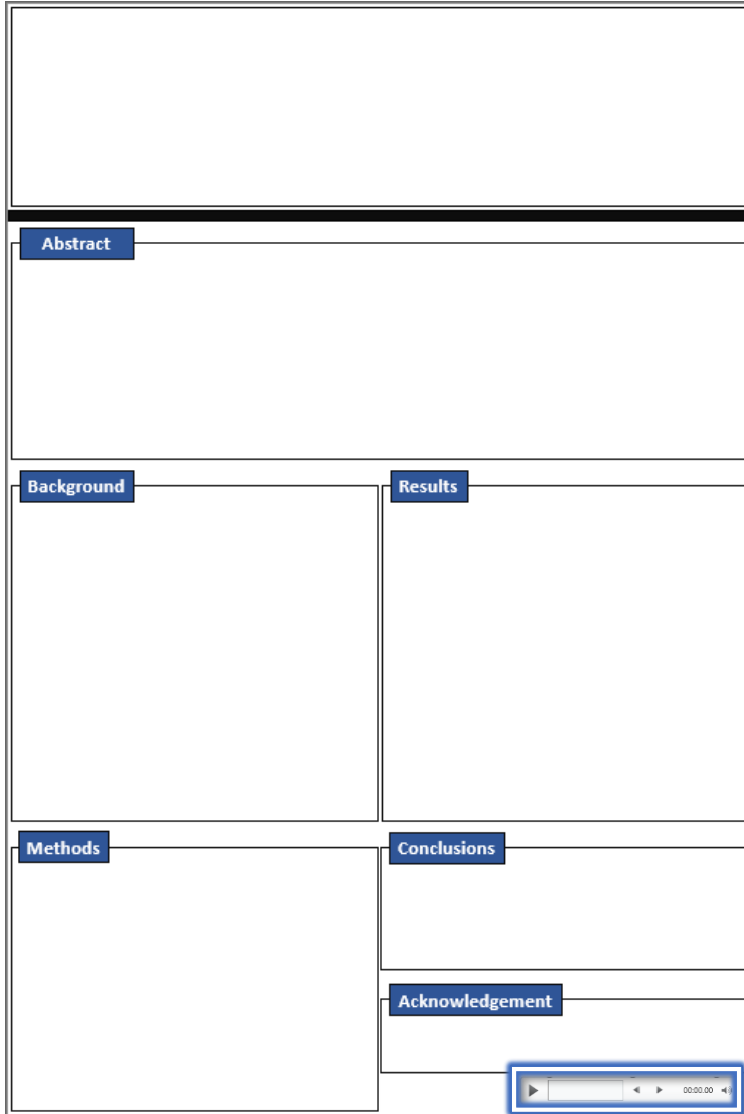 Abstract
Background
Results
Methods
Conclusions
Acknowledgement
00:00.00